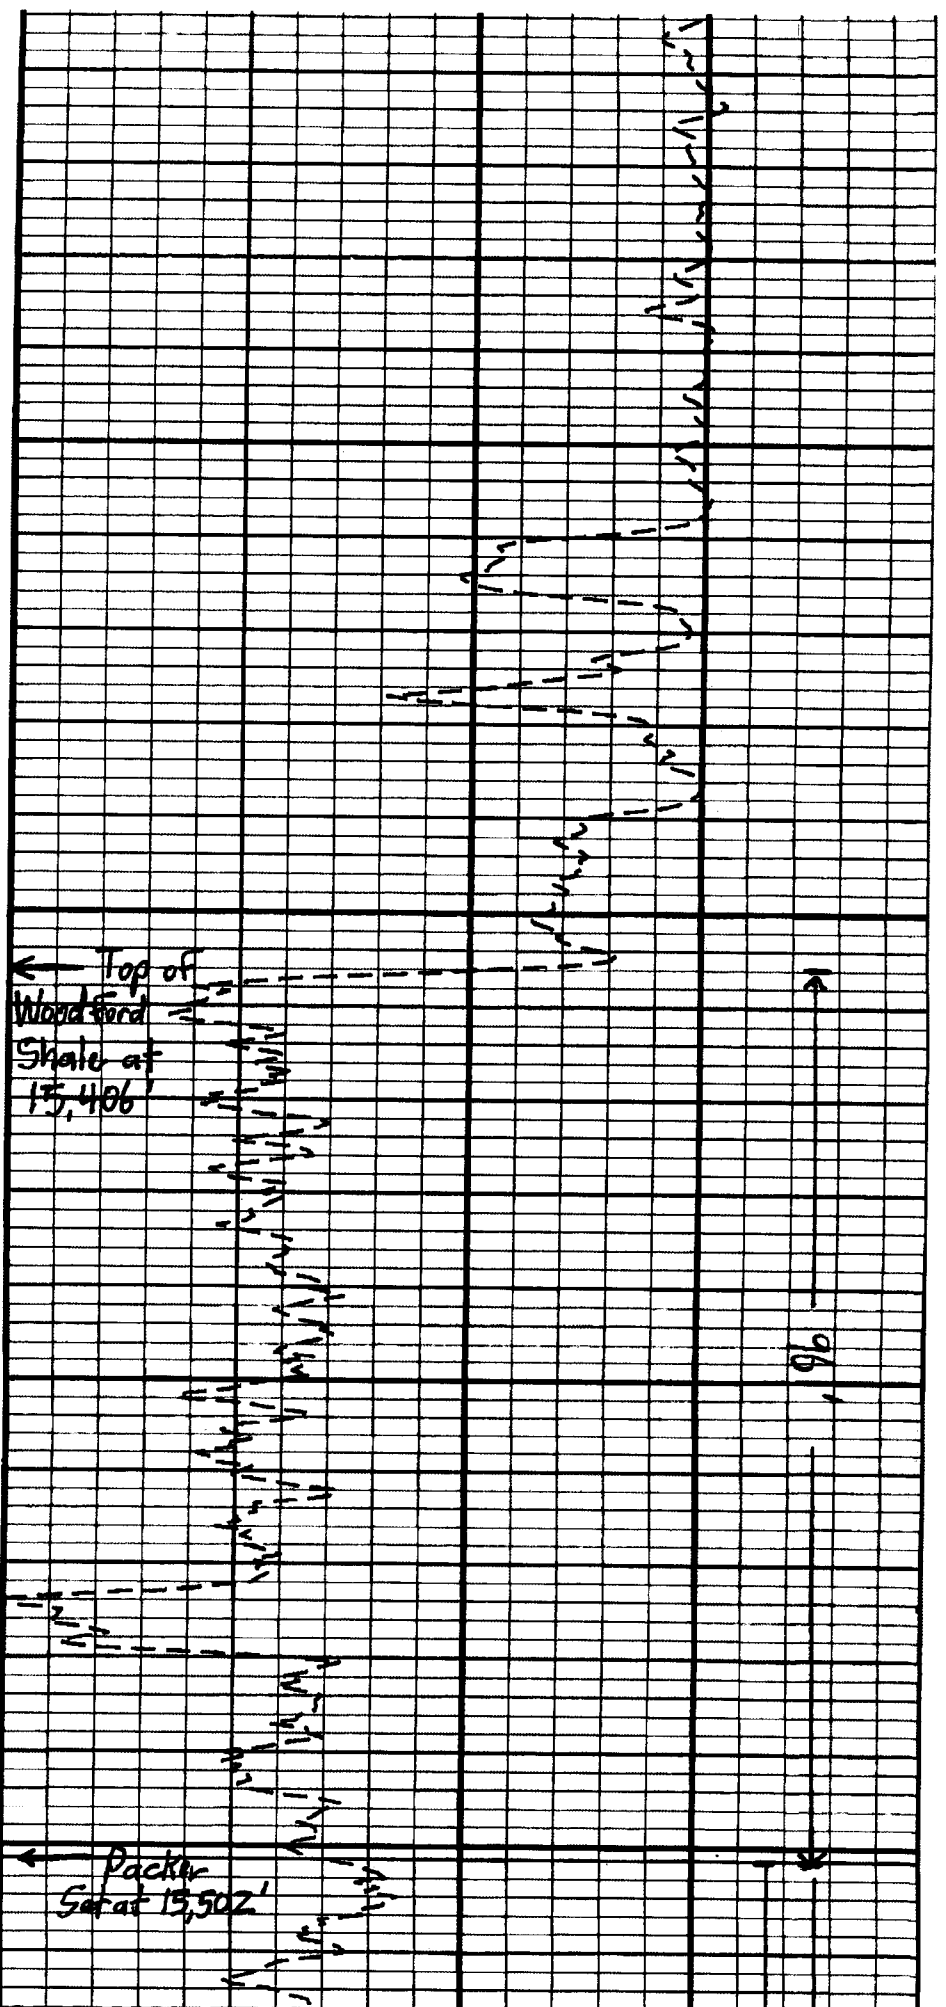 Top of
Woodford
Shale at
15,406'
96'
Packer
Set at 15,502'